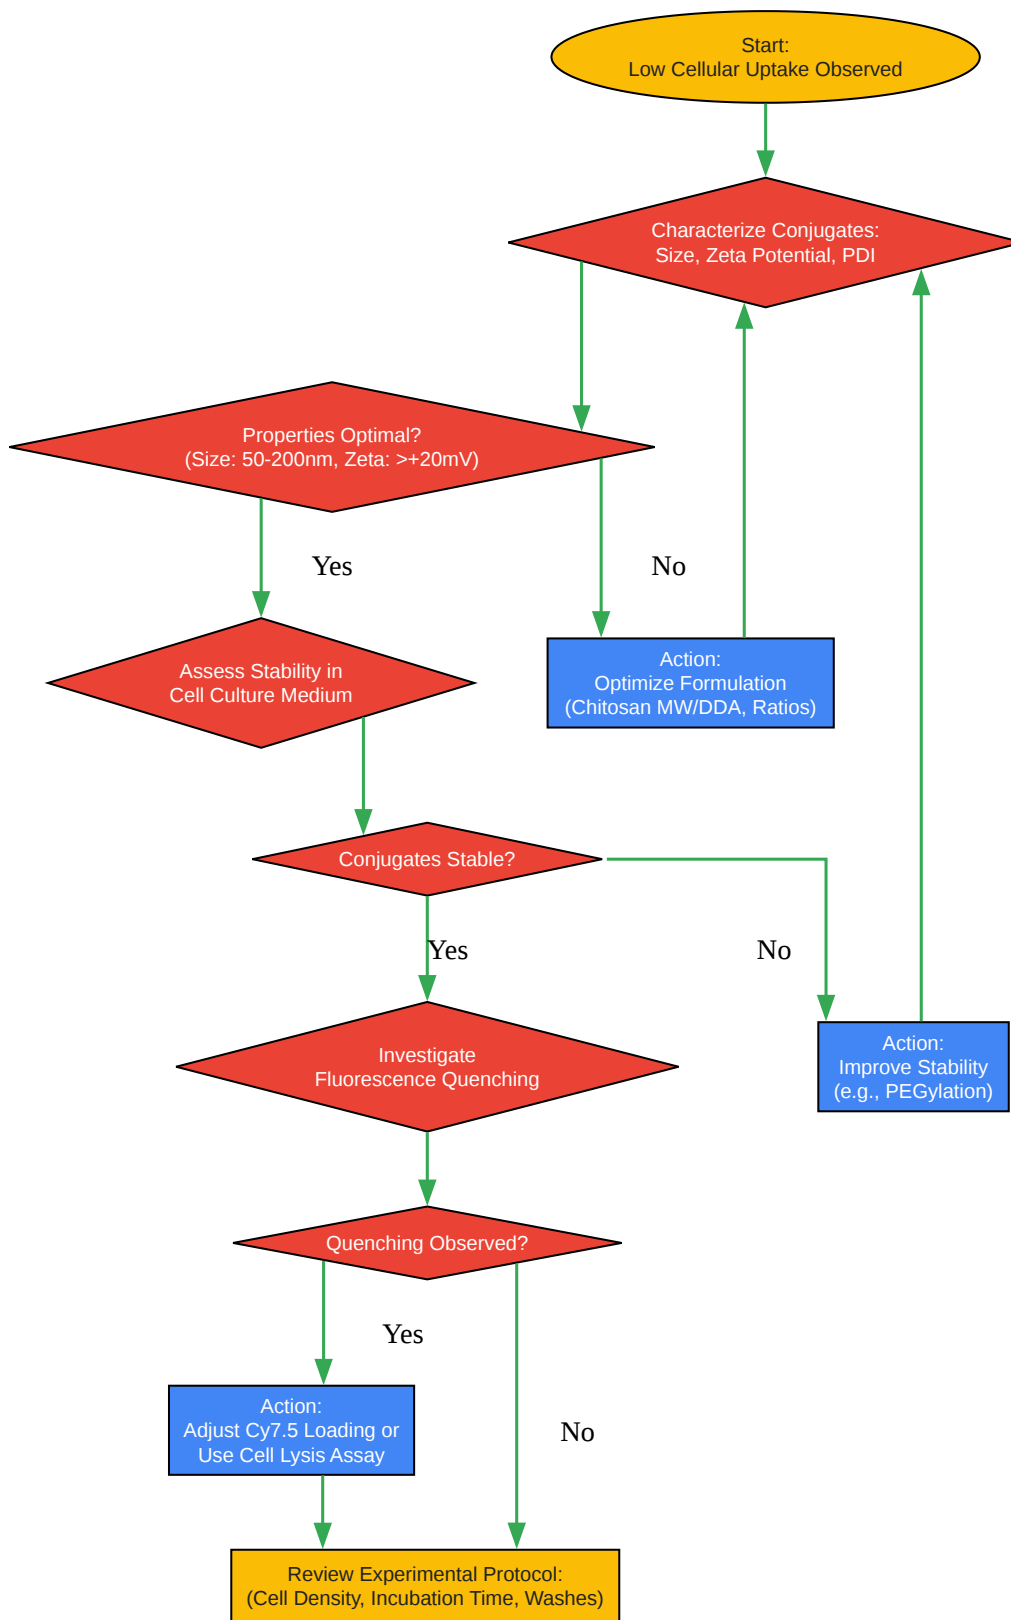 Start:
Low Cellular Uptake Observed
Characterize Conjugates:
Size, Zeta Potential, PDI
Properties Optimal?
(Size: 50-200nm, Zeta: >+20mV)
Yes
No
Assess Stability in
Cell Culture Medium
Action:
Optimize Formulation
(Chitosan MW/DDA, Ratios)
Conjugates Stable?
Yes
No
Investigate
Fluorescence Quenching
Action:
Improve Stability
(e.g., PEGylation)
Quenching Observed?
Yes
No
Action:
Adjust Cy7.5 Loading or
Use Cell Lysis Assay
Review Experimental Protocol:
(Cell Density, Incubation Time, Washes)